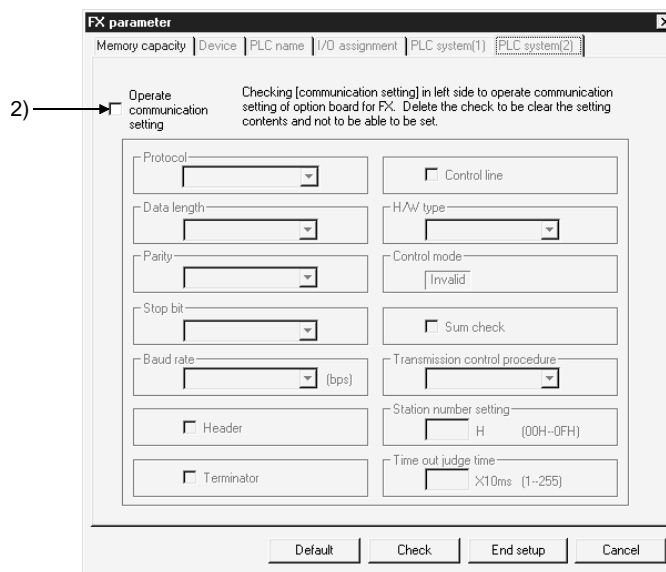 FX parameter
Memory capacity Device PLC name I/O assignment PLC system(1) PLC system(2)
2)
Operate
communication
setting
Checking [communication setting] in left side to operate communication
setting of option board for FX. Delete the check to be clear the setting
contents and not to be able to be set.
Protocol
Control line
Data length
H/W type
Parity
Control mode
Invalid
Stop bit
Sum check
Baud rate
(bps)
Transmission control procedure
Header
Station number setting
H (00H--0FH)
Terminator
Time out judge time
X10ms (1--255)
Default Check End setup Cancel